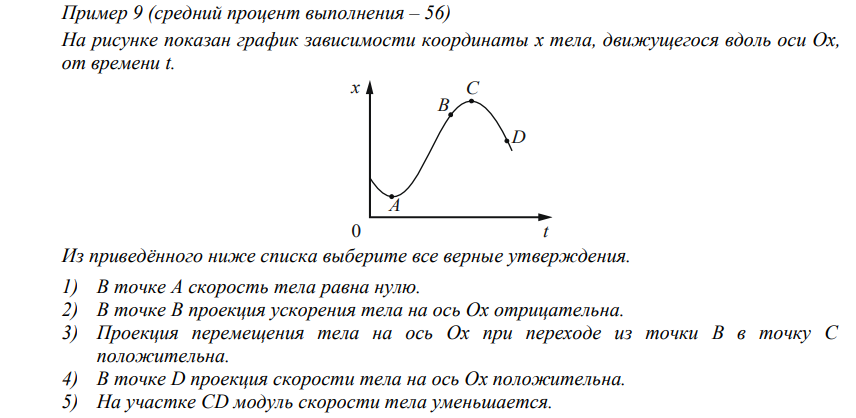 Пример 9 (средний процент выполнения – 56)
На рисунке показан график зависимости координаты x тела, движущегося вдоль оси Ox,
от времени t.
x
C
B
D
A
0
t
Из приведённого ниже списка выберите все верные утверждения.
1) В точке A скорость тела равна нулю.
2) В точке B проекция ускорения тела на ось Ox отрицательна.
3) Проекция перемещения тела на ось Ox при переходе из точки B в точку C
положительна.
4) В точке D проекция скорости тела на ось Ox положительна.
5) На участке CD модуль скорости тела уменьшается.